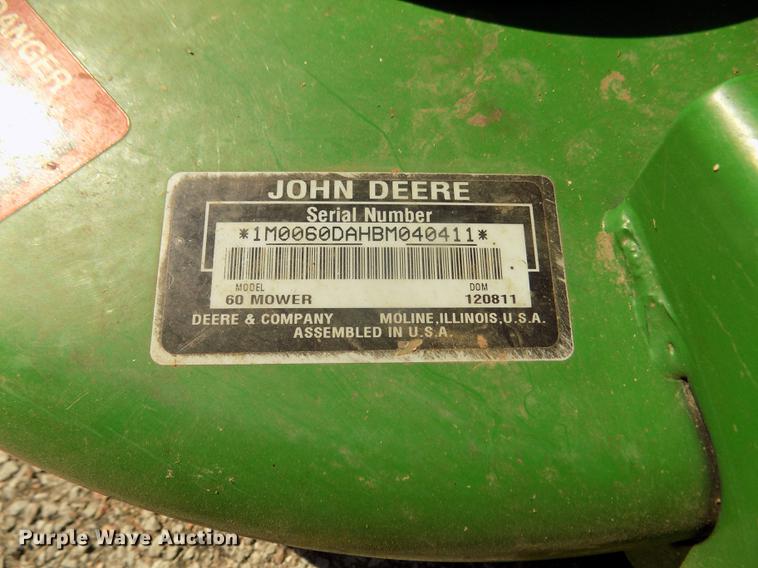 DANGER
JOHN DEERE
Serial Number
*1M0060DAHBM040411*
MODEL DOM
60 MOWER 120811
DEERE & COMPANY MOLINE, ILLINOIS, U.S.A.
ASSEMBLED IN U.S.A.
Purple Wave Auction